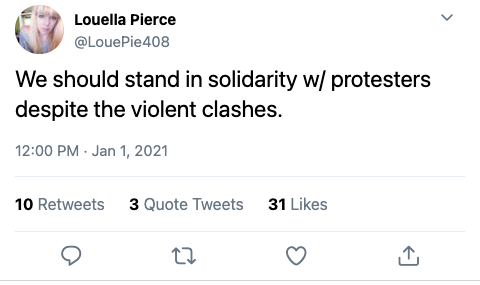 Louella Pierce
@LouePie408
We should stand in solidarity w/ protesters
despite the violent clashes.
12:00 PM · Jan 1, 2021
10 Retweets 3 Quote Tweets 31 Likes